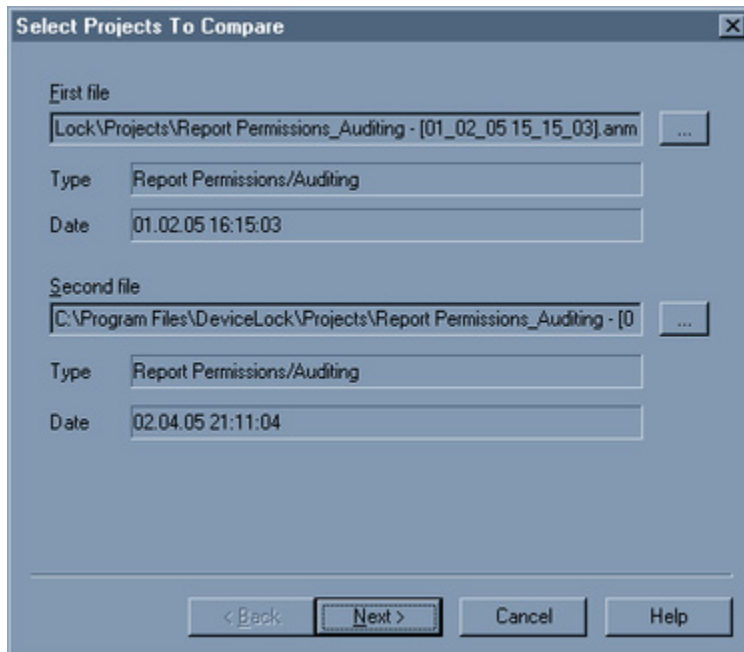 Select Projects To Compare
First file
Lock\Projects\Report Permissions_Auditing - [01_02_05 15_15_03].anm
...
Type
Report Permissions/Auditing
Date
01.02.05 16:15:03
Second file
C:\Program Files\DeviceLock\Projects\Report Permissions_Auditing - [0
...
Type
Report Permissions/Auditing
Date
02.04.05 21:11:04
< Back
Next >
Cancel
Help